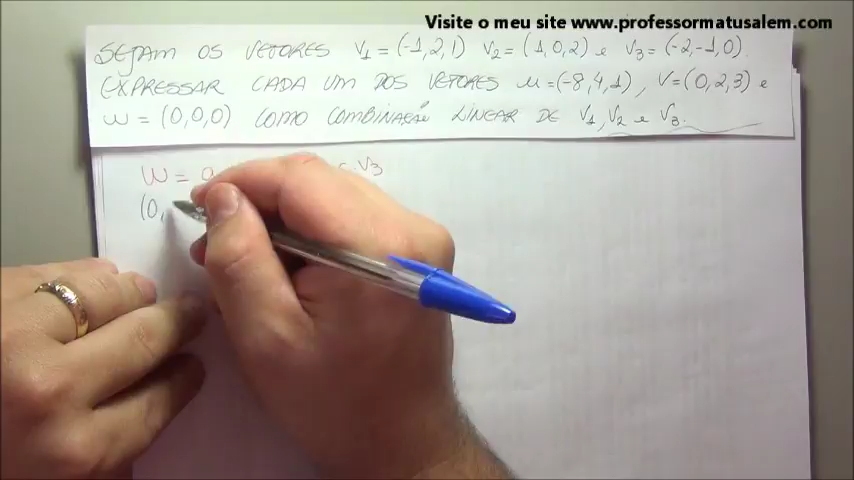 Visite o meu site www.professormatusalem.com
SEJAM OS VETORES V1 = (-1,2,1) V2 = (1,0,2) e V3 = (-2,-1,0).
EXPRESSAR CADA UM DOS VETORES u = (-8,4,1), V = (0,2,3) e
w = (0,0,0) COMO COMBINAÇÃO LINEAR DE V1, V2 e V3.
w = a V3
(0,